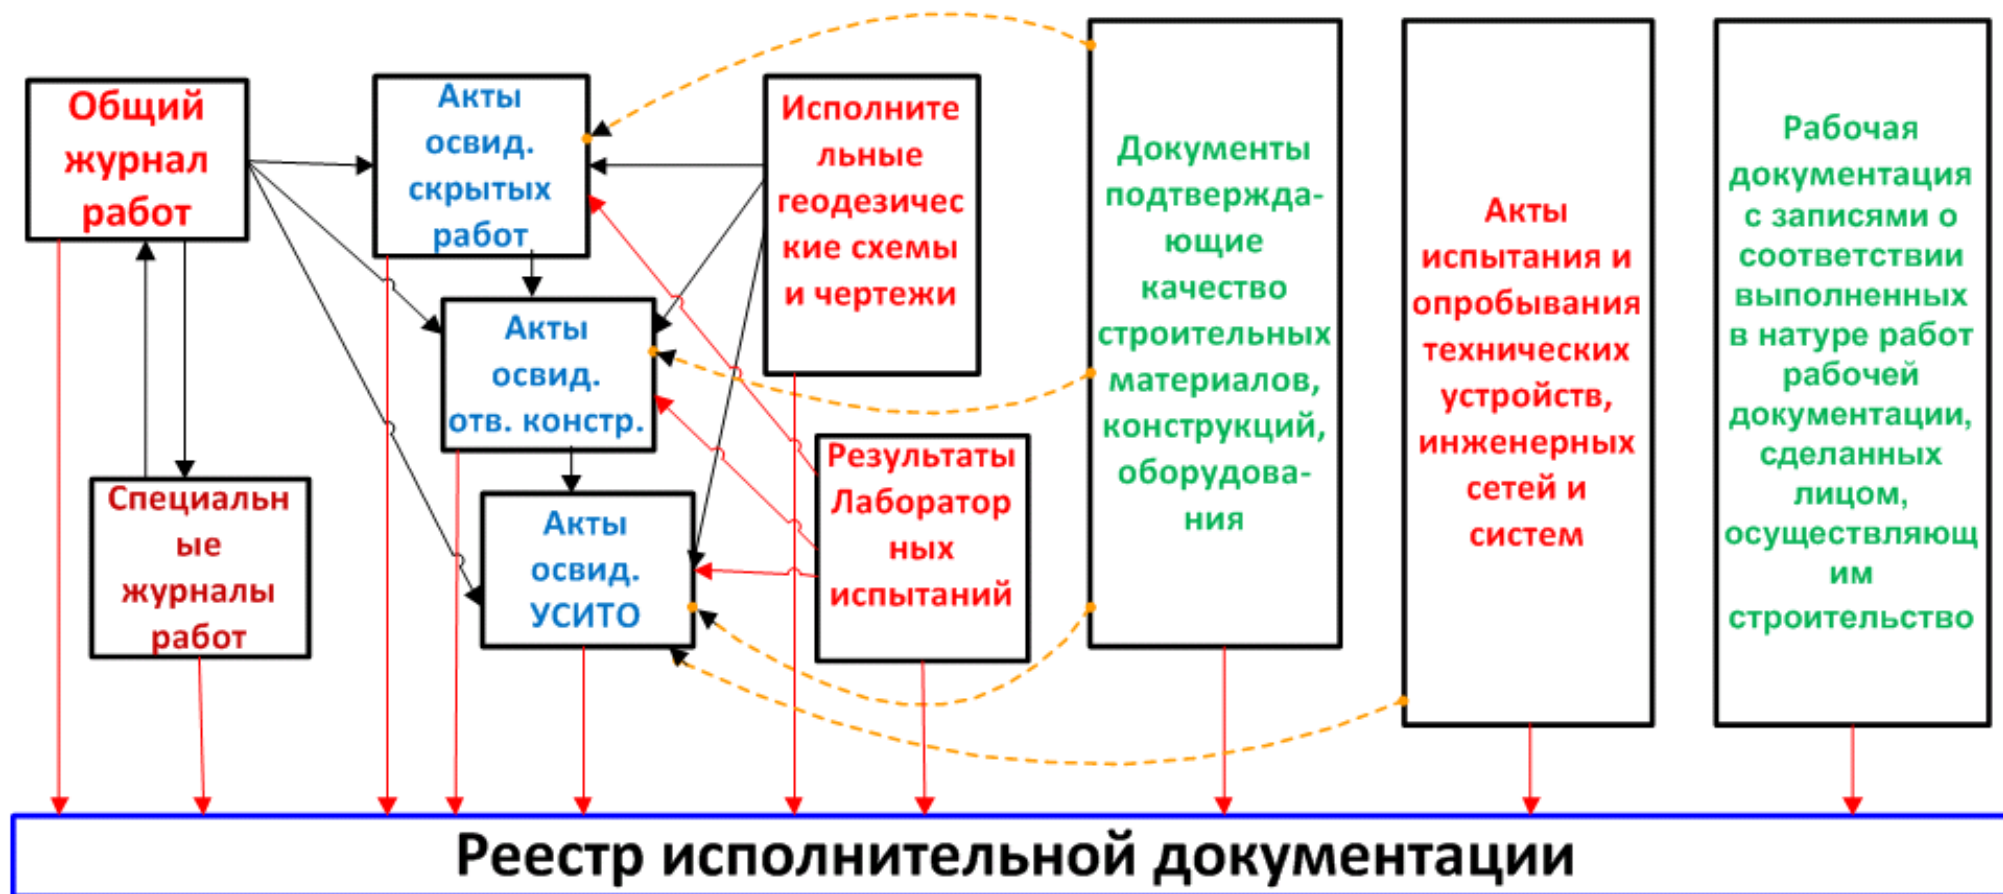 Общий
журнал
работ
Акты
освид.
скрытых
работ
Исполните
льные
геодезичес
кие схемы
и чертежи
Документы
подтвержда-
ющие
качество
строительных
материалов,
конструкций,
оборудова-
ния
Акты
испытания и
опробывания
технических
устройств,
инженерных
сетей и
систем
Рабочая
документация
с записями о
соответствии
выполненных
в натуре работ
рабочей
документации,
сделанных
лицом,
осуществляющ
им
строительство
Акты
освид.
отв. констр.
Специальн
ые
журналы
работ
Акты
освид.
УСИТО
Результаты
Лаборатор
ных
испытаний
Реестр исполнительной документации